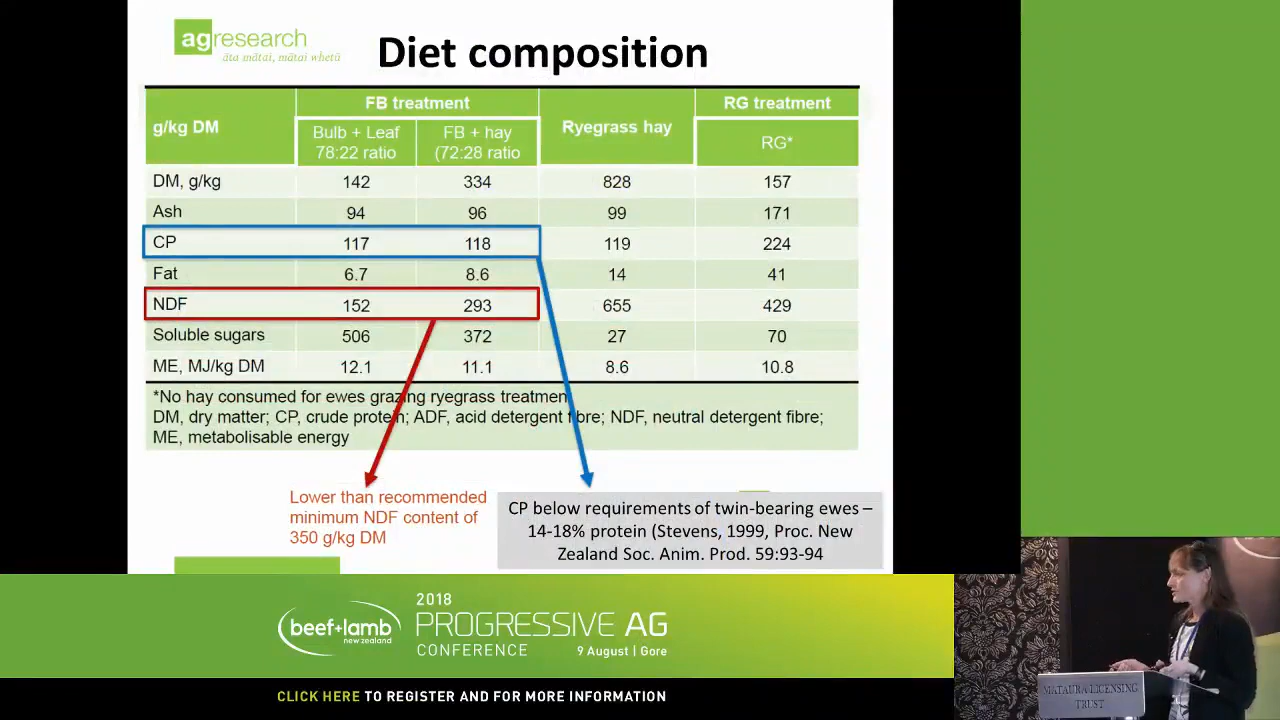 agresearch
āta mātai, mātai whetū
Diet composition
g/kg DM FB treatment Ryegrass hay RG treatment
Bulb + Leaf 78:22 ratio FB + hay (72:28 ratio RG*
DM, g/kg 142 334 828 157
Ash 94 96 99 171
CP 117 118 119 224
Fat 6.7 8.6 14 41
NDF 152 293 655 429
Soluble sugars 506 372 27 70
ME, MJ/kg DM 12.1 11.1 8.6 10.8
*No hay consumed for ewes grazing ryegrass treatment
DM, dry matter; CP, crude protein; ADF, acid detergent fibre; NDF, neutral detergent fibre;
ME, metabolisable energy
Lower than recommended
minimum NDF content of
350 g/kg DM
CP below requirements of twin-bearing ewes –
14-18% protein (Stevens, 1999, Proc. New
Zealand Soc. Anim. Prod. 59:93-94
beef+lamb
new zealand
2018
PROGRESSIVE AG
CONFERENCE 9 August | Gore
CLICK HERE TO REGISTER AND FOR MORE INFORMATION
MATAURA LICENSING
TRUST